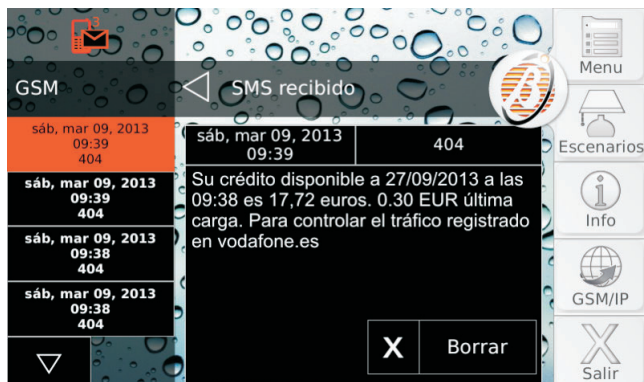 3
GSM
SMS recibido
sáb, mar 09, 2013
09:39
404
sáb, mar 09, 2013
09:39
404
sáb, mar 09, 2013
09:38
404
sáb, mar 09, 2013
09:38
404
sáb, mar 09, 2013
09:39
404
Su crédito disponible a 27/09/2013 a las
09:38 es 17,72 euros. 0.30 EUR última
carga. Para controlar el tráfico registrado
en vodafone.es
X
Borrar
Menu
Escenarios
Info
GSM/IP
Salir